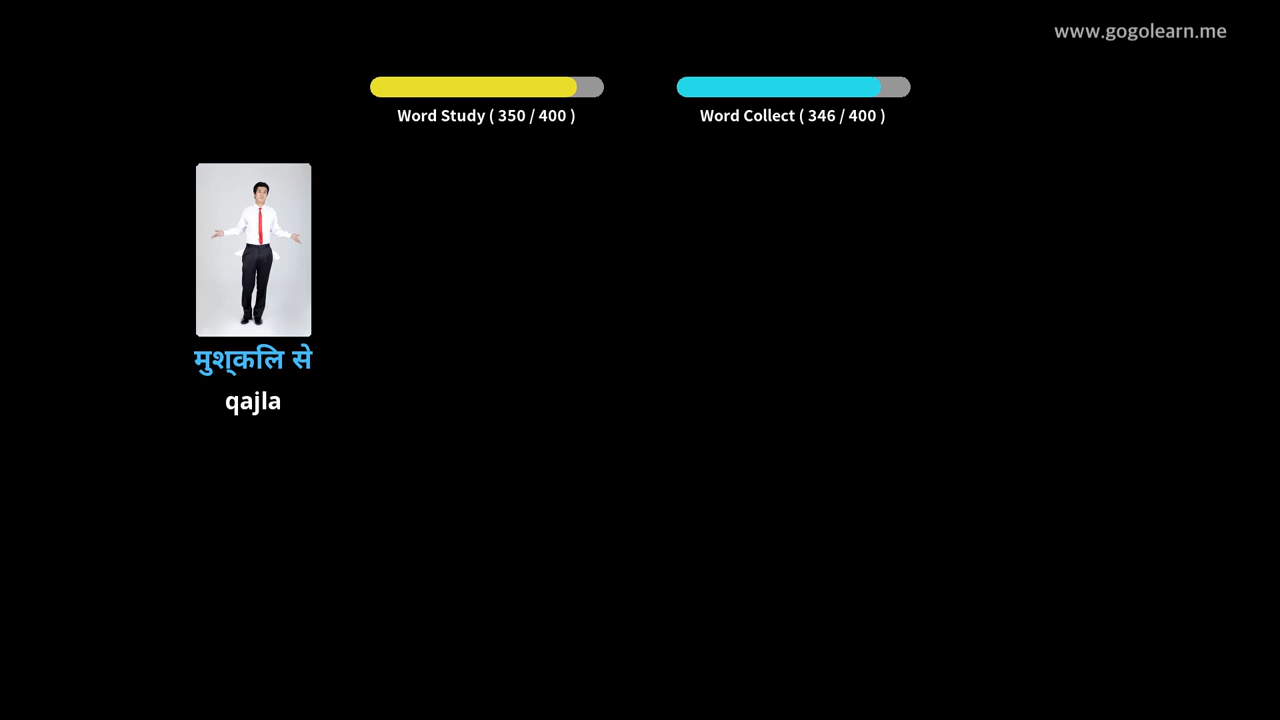 www.gogolearn.me
Word Study ( 350 / 400 )
Word Collect ( 346 / 400 )
मुश्कलि से
qajla